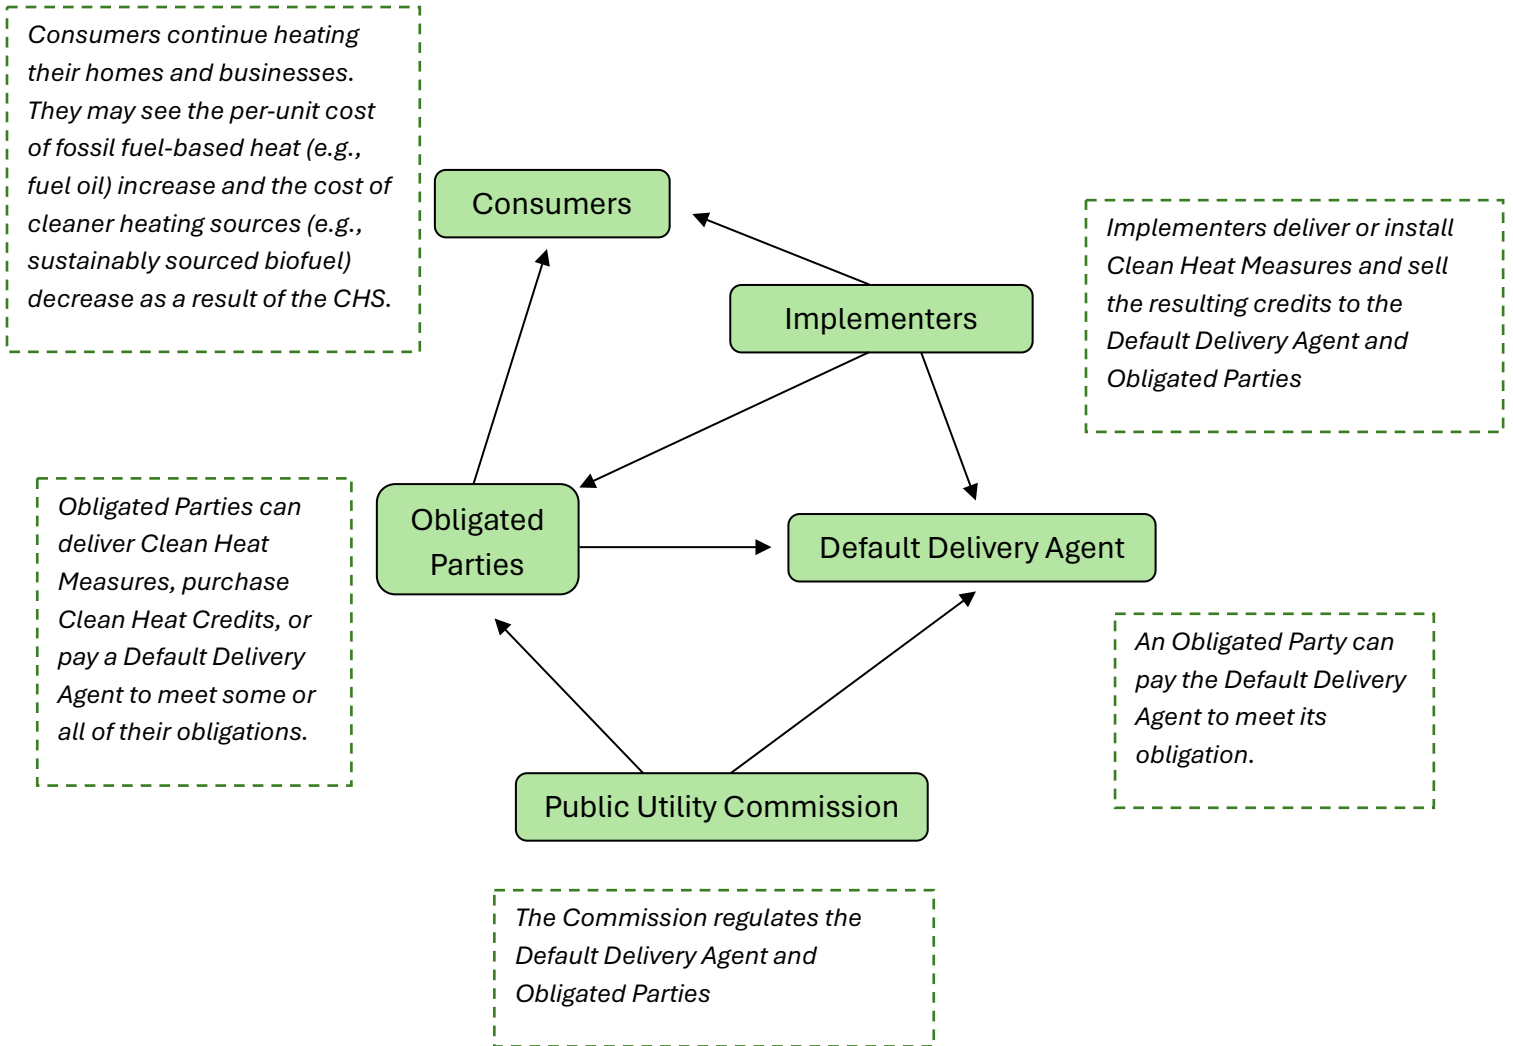 Consumers continue heating
their homes and businesses.
They may see the per-unit cost
of fossil fuel-based heat (e.g.,
fuel oil) increase and the cost of
cleaner heating sources (e.g.,
sustainably sourced biofuel)
decrease as a result of the CHS.
Consumers
Implementers
Implementers deliver or install
Clean Heat Measures and sell
the resulting credits to the
Default Delivery Agent and
Obligated Parties
Obligated Parties can
deliver Clean Heat
Measures, purchase
Clean Heat Credits, or
pay a Default Delivery
Agent to meet some or
all of their obligations.
Obligated
Parties
Default Delivery Agent
An Obligated Party can
pay the Default Delivery
Agent to meet its
obligation.
Public Utility Commission
The Commission regulates the
Default Delivery Agent and
Obligated Parties